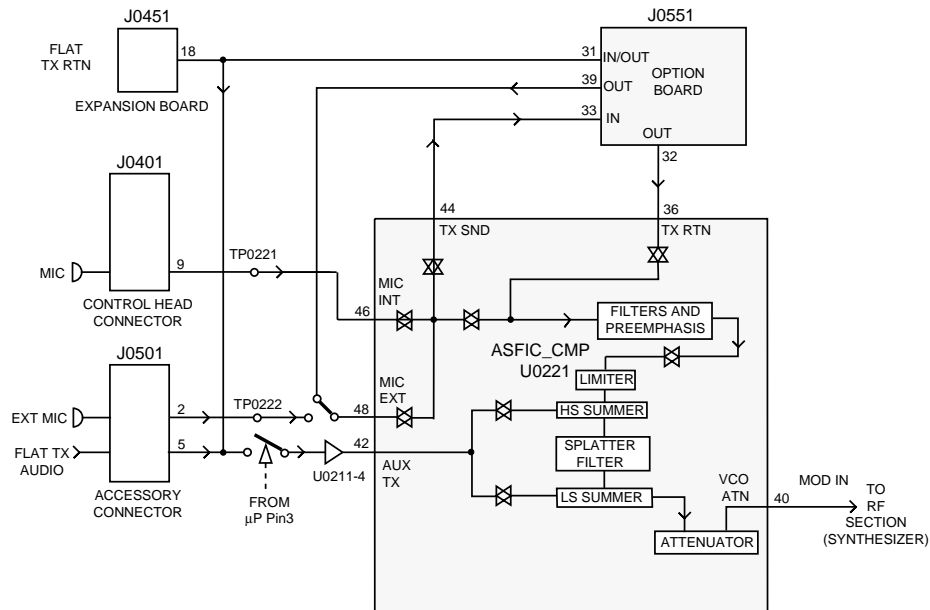 J0451
J0551
FLAT
TX RTN
18
EXPANSION BOARD
31
IN/OUT
39
OUT
33
IN
OPTION
BOARD
OUT
32
J0401
44
TX SND
36
TX RTN
MIC
9
TP0221
CONTROL HEAD
CONNECTOR
MIC
INT
46
FILTERS AND
PREEMPHASIS
ASFIC_CMP
U0221
LIMITER
J0501
EXT MIC
2
TP0222
MIC
EXT
48
HS SUMMER
FLAT TX
AUDIO
5
42
U0211-4
AUX
TX
SPLATTER
FILTER
ACCESSORY
CONNECTOR
FROM
µP Pin3
LS SUMMER
VCO
ATN
40
MOD IN
TO
RF
SECTION
(SYNTHESIZER)
ATTENUATOR